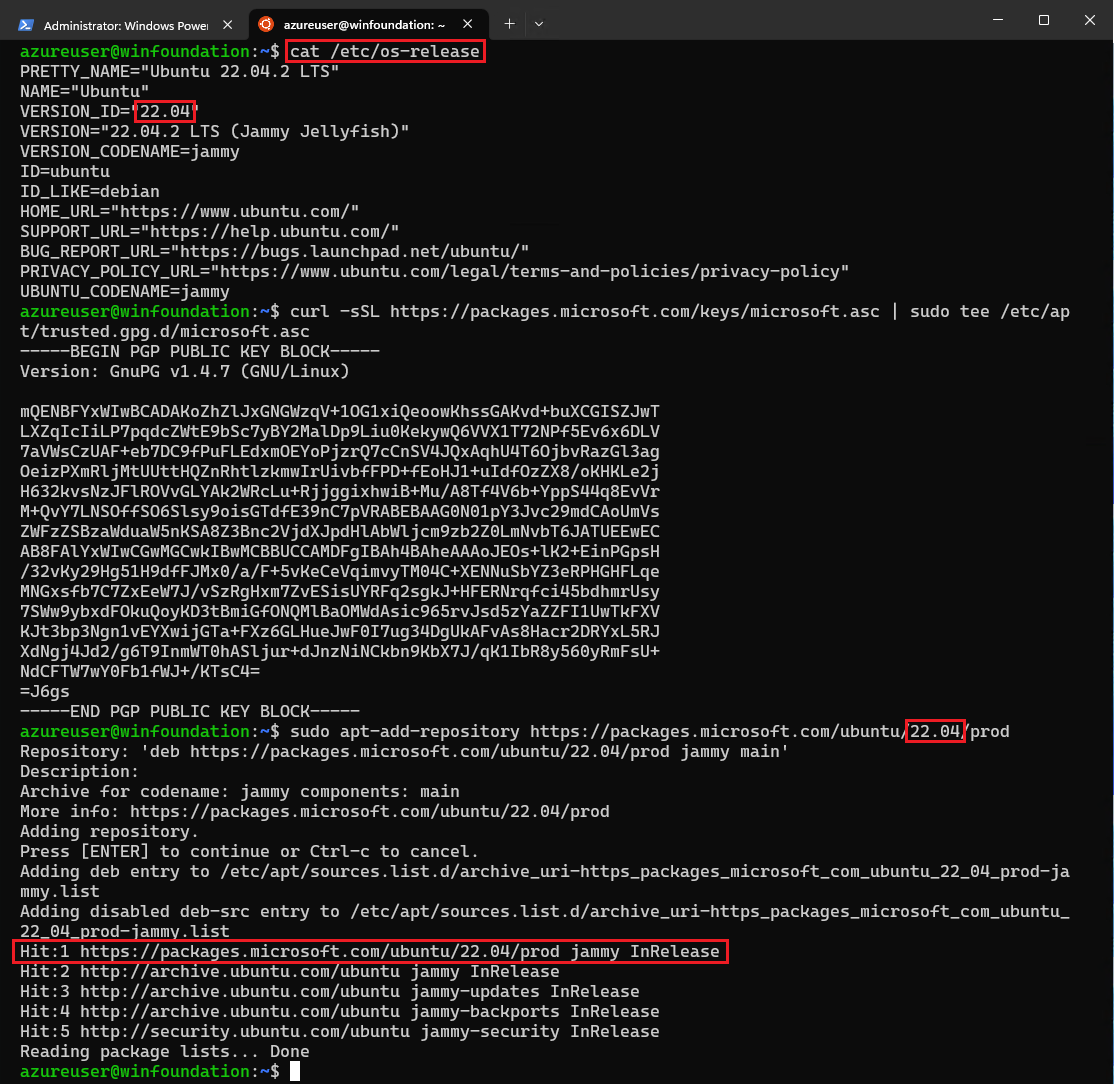 Administrator: Windows Power
azureuser@winfoundation: ~
azureuser@winfoundation:~$ cat /etc/os-release
PRETTY_NAME="Ubuntu 22.04.2 LTS"
NAME="Ubuntu"
VERSION_ID="22.04"
VERSION="22.04.2 LTS (Jammy Jellyfish)"
VERSION_CODENAME=jammy
ID=ubuntu
ID_LIKE=debian
HOME_URL="https://www.ubuntu.com/"
SUPPORT_URL="https://help.ubuntu.com/"
BUG_REPORT_URL="https://bugs.launchpad.net/ubuntu/"
PRIVACY_POLICY_URL="https://www.ubuntu.com/legal/terms-and-policies/privacy-policy"
UBUNTU_CODENAME=jammy
azureuser@winfoundation:~$ curl -sSL https://packages.microsoft.com/keys/microsoft.asc | sudo tee /etc/ap
t/trusted.gpg.d/microsoft.asc
-----BEGIN PGP PUBLIC KEY BLOCK-----
Version: GnuPG v1.4.7 (GNU/Linux)
mQENBFYxWIwBCADAKoZhZlJxGNGWzqV+1OG1xiQeoowKhssGAKvd+buXCGISZJwT
LXZqIcIiLP7pqdcZWtE9bSc7yBY2MalDp9Liu0KekywQ6VVX1T72NPf5Ev6x6DLV
7aVWsCzUAF+eb7DC9fPuFLEdxmOEYoPjzrQ7cCnSV4JQxAqhU4T6OjbvRazGl3ag
OeizPXmRljMtUUttHQZnRhtlzkmwIrUivbfFPD+fEoHJ1+uIdfOzZX8/oKHKLe2j
H632kvsNzJFlROVvGLYAk2WRcLu+RjjggixhwiB+Mu/A8Tf4V6b+YppS44q8EvVr
M+QvY7LNSOffSO6Slsy9oisGTdfE39nC7pVRABEBAAG0N01pY3Jvc29mdCAoUmVs
ZWFzZSBzaWduaW5nKSA8Z3Bnc2VjdXJpdHlAbWljcm9zb2Z0LmNvbT6JATUEEwEC
AB8FAlYxWIwCGwMGCwkIBwMCBBUCCAMDFgIBAh4BAheAAAoJEOs+lK2+EinPGpsH
/32vKy29Hg51H9dfFJMx0/a/F+5vKeCeVqimvyTM04C+XENNuSbYZ3eRPHGHFLqe
MNGxsfb7C7ZxEeW7J/vSzRgHxm7ZvESisUYRFq2sgkJ+HFERNrqfci45bdhmrUsy
7SWw9ybxdFOkuQoyKD3tBmiGfONQMlBaOMWdAsic965rvJsd5zYaZZFI1UwTkFXV
KJt3bp3Ngn1vEYXwijGTa+FXz6GLHueJwF0I7ug34DgUkAFvAs8Hacr2DRYxL5RJ
XdNgj4Jd2/g6T9InmWT0hASljur+dJnzNiNCkbn9KbX7J/qK1IbR8y560yRmFsU+
NdCFTW7wY0Fb1fWJ+/KTsC4=
=J6gs
-----END PGP PUBLIC KEY BLOCK-----
azureuser@winfoundation:~$ sudo apt-add-repository https://packages.microsoft.com/ubuntu/22.04/prod
Repository: 'deb https://packages.microsoft.com/ubuntu/22.04/prod jammy main'
Description:
Archive for codename: jammy components: main
More info: https://packages.microsoft.com/ubuntu/22.04/prod
Adding repository.
Press [ENTER] to continue or Ctrl-c to cancel.
Adding deb entry to /etc/apt/sources.list.d/archive_uri-https_packages_microsoft_com_ubuntu_22_04_prod-ja
mmy.list
Adding disabled deb-src entry to /etc/apt/sources.list.d/archive_uri-https_packages_microsoft_com_ubuntu_
22_04_prod-jammy.list
Hit:1 https://packages.microsoft.com/ubuntu/22.04/prod jammy InRelease
Hit:2 http://archive.ubuntu.com/ubuntu jammy InRelease
Hit:3 http://archive.ubuntu.com/ubuntu jammy-updates InRelease
Hit:4 http://archive.ubuntu.com/ubuntu jammy-backports InRelease
Hit:5 http://security.ubuntu.com/ubuntu jammy-security InRelease
Reading package lists... Done
azureuser@winfoundation:~$